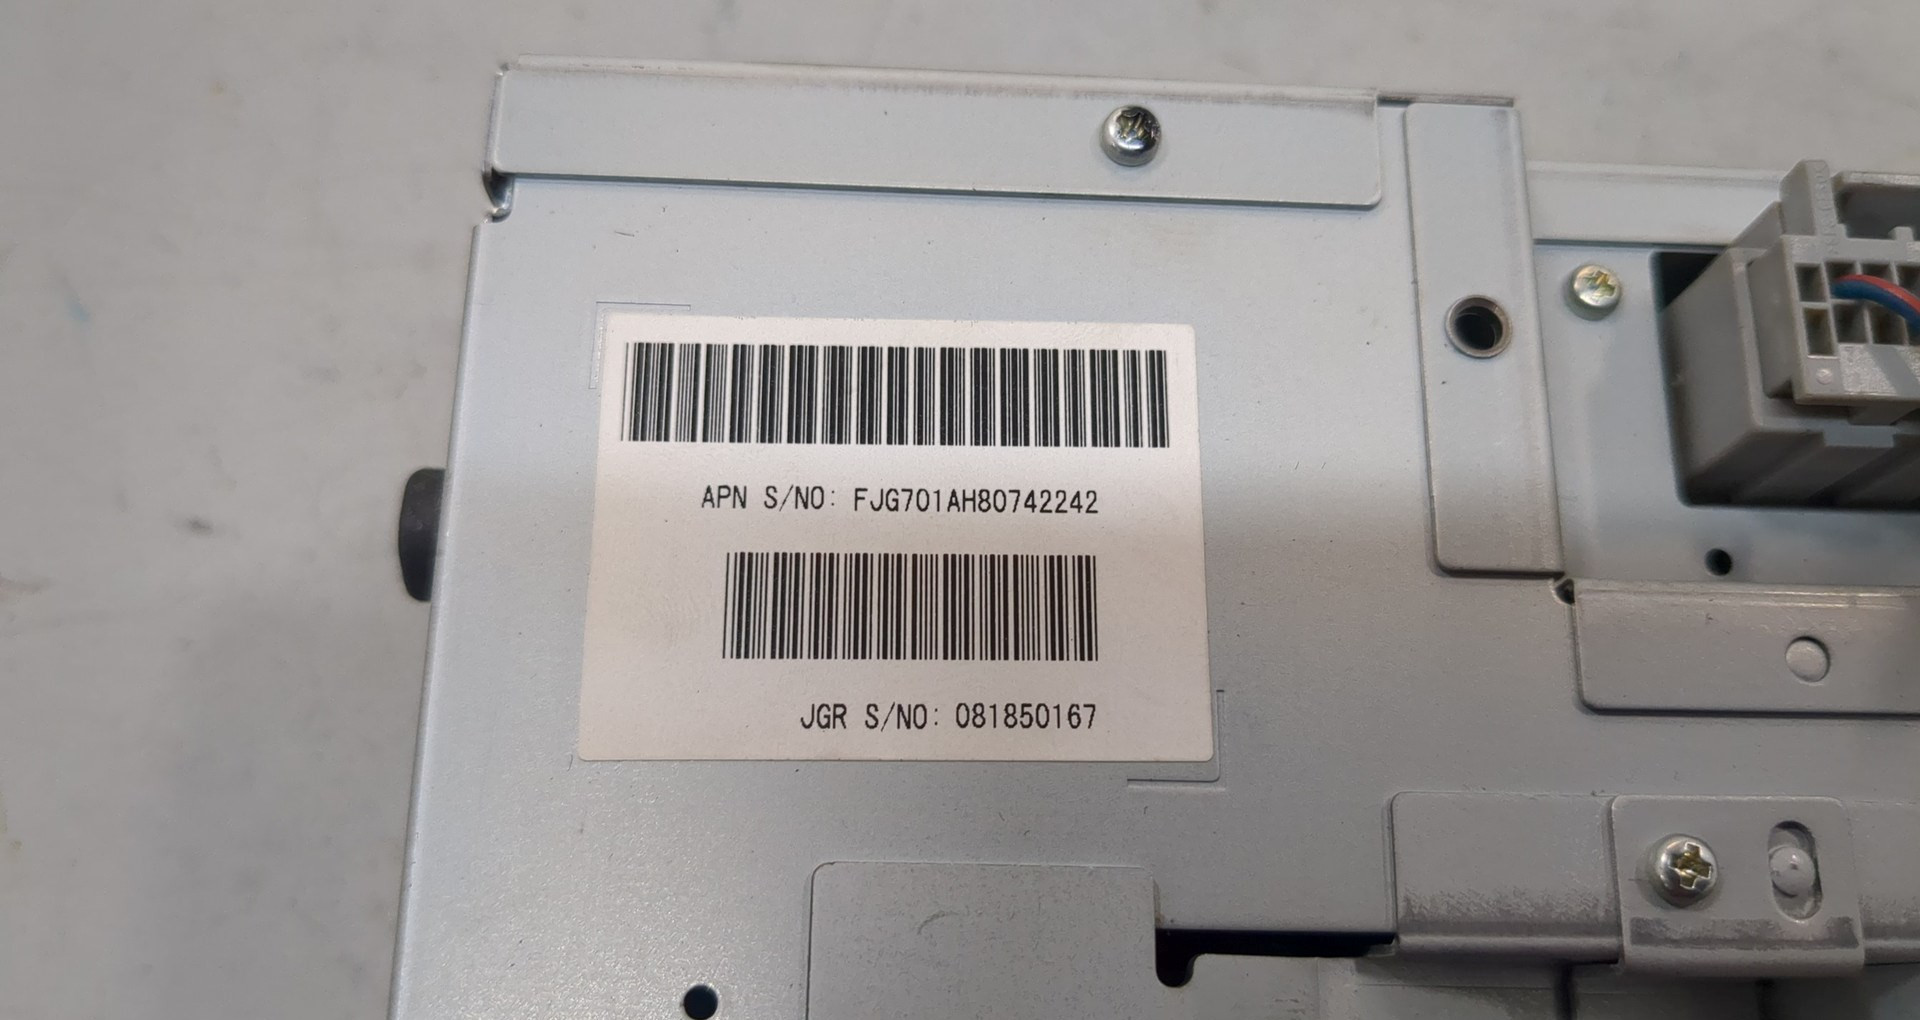 APN S/NO: FJG701AH80742242
JGR S/NO: 081850167